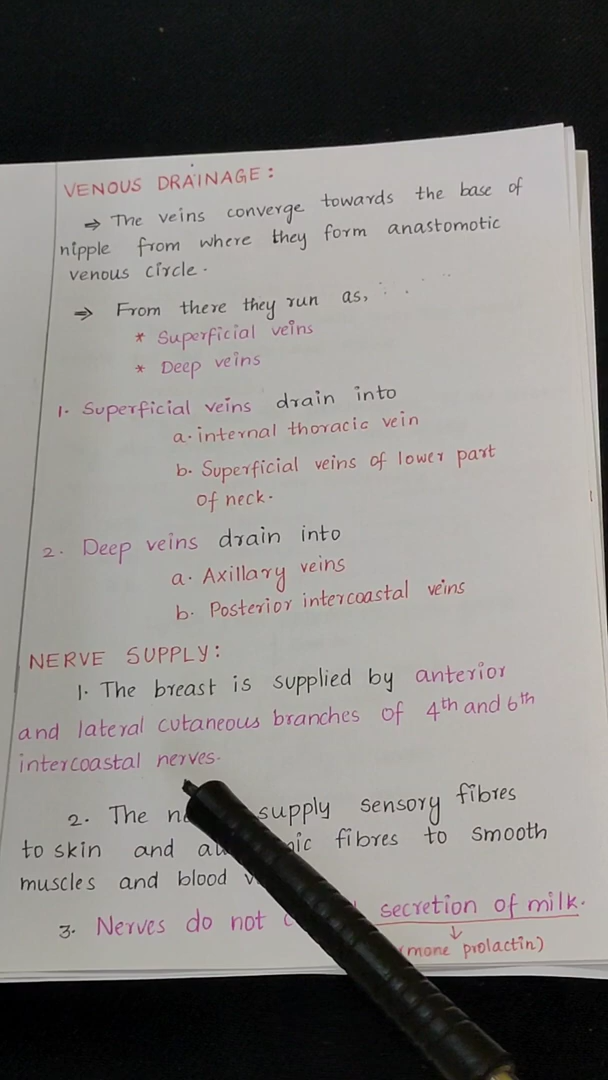 VENOUS DRAINAGE:
⇒ The veins converge towards the base of
nipple from where they form anastomotic
venous circle.
⇒ From there they run as,
* Superficial veins
* Deep veins
1. Superficial veins drain into
a. internal thoracic vein
b. Superficial veins of lower part
of neck.
2. Deep veins drain into
a. Axillary veins
b. Posterior intercoastal veins
NERVE SUPPLY:
1. The breast is supplied by anterior
and lateral cutaneous branches of 4th and 6th
intercoastal nerves.
2. The supply sensory fibres
to skin and fibres to smooth
muscles and blood
3. Nerves do not secretion of milk.
↓
prolactin)